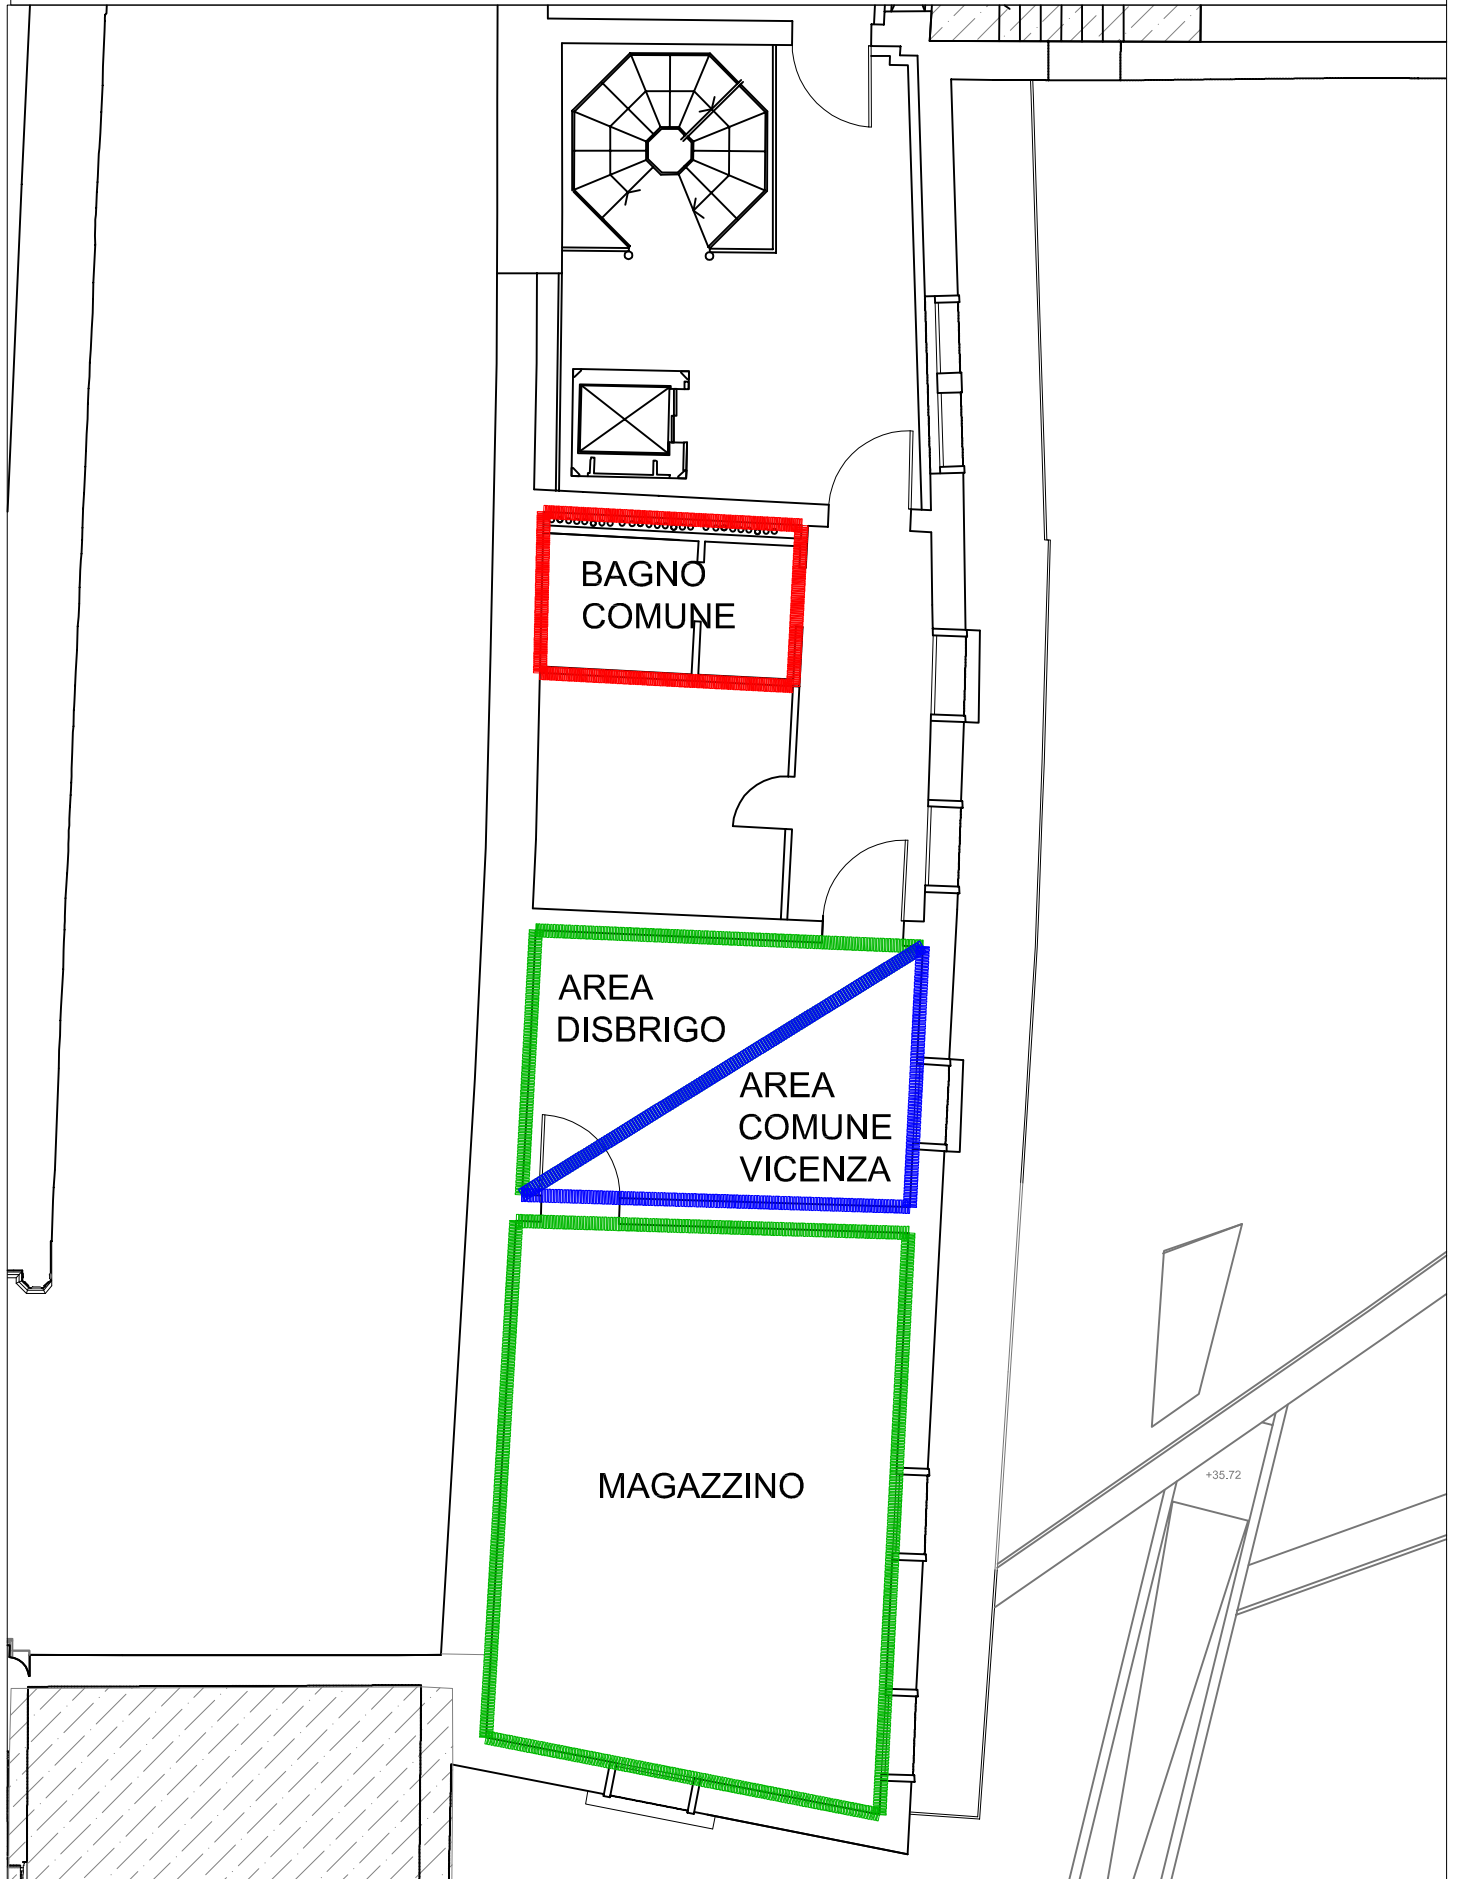 BAGNO
COMUNE
AREA
DISBRIGO
AREA
COMUNE
VICENZA
MAGAZZINO
+35.72